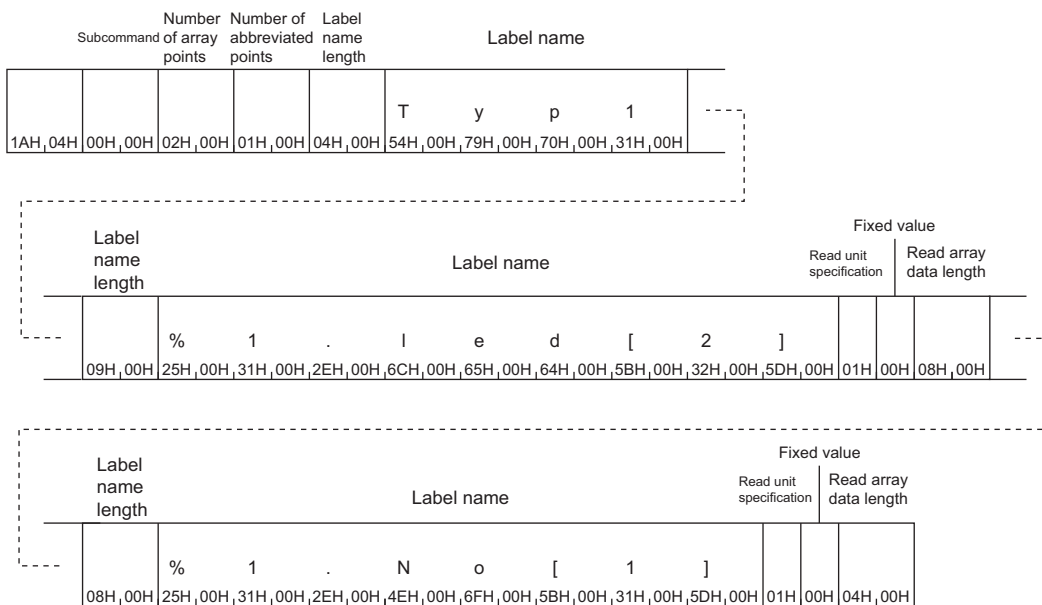 Subcommand Number of array points Number of abbreviated points Label name length Label name
T y p 1
1AH 04H 00H 00H 02H 00H 01H 00H 04H 00H 54H 00H 79H 00H 70H 00H 31H 00H
Label name length Label name Read unit specification Fixed value Read array data length
% 1 . l e d [ 2 ]
09H 00H 25H 00H 31H 00H 2EH 00H 6CH 00H 65H 00H 64H 00H 5BH 00H 32H 00H 5DH 00H 01H 00H 08H 00H
Label name length Label name Read unit specification Fixed value Read array data length
% 1 . N o [ 1 ]
08H 00H 25H 00H 31H 00H 2EH 00H 4EH 00H 6FH 00H 5BH 00H 31H 00H 5DH 00H 01H 00H 04H 00H